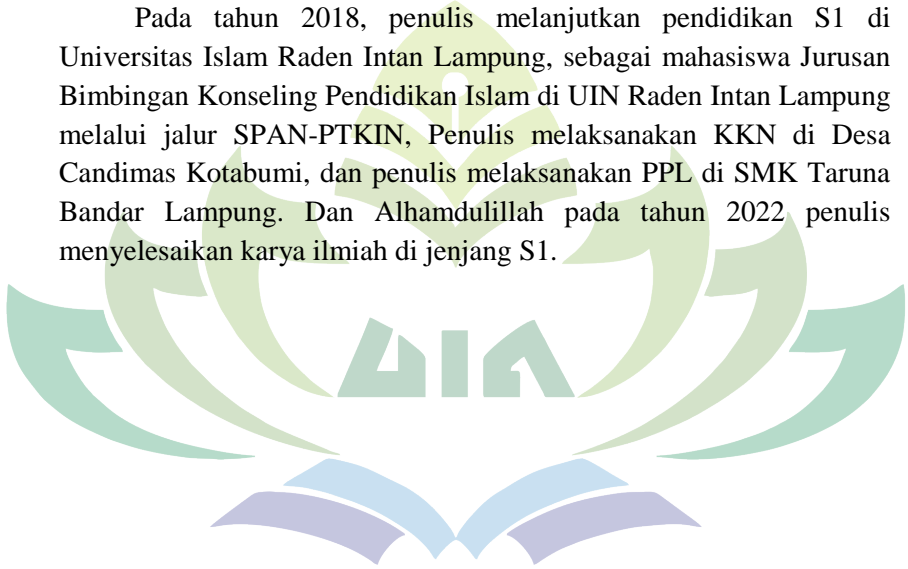 Pada tahun 2018, penulis melanjutkan pendidikan S1 di
Universitas Islam Raden Intan Lampung, sebagai mahasiswa Jurusan
Bimbingan Konseling Pendidikan Islam di UIN Raden Intan Lampung
melalui jalur SPAN-PTKIN, Penulis melaksanakan KKN di Desa
Candimas Kotabumi, dan penulis melaksanakan PPL di SMK Taruna
Bandar Lampung. Dan Alhamdulillah pada tahun 2022 penulis
menyelesaikan karya ilmiah di jenjang S1.
UIN